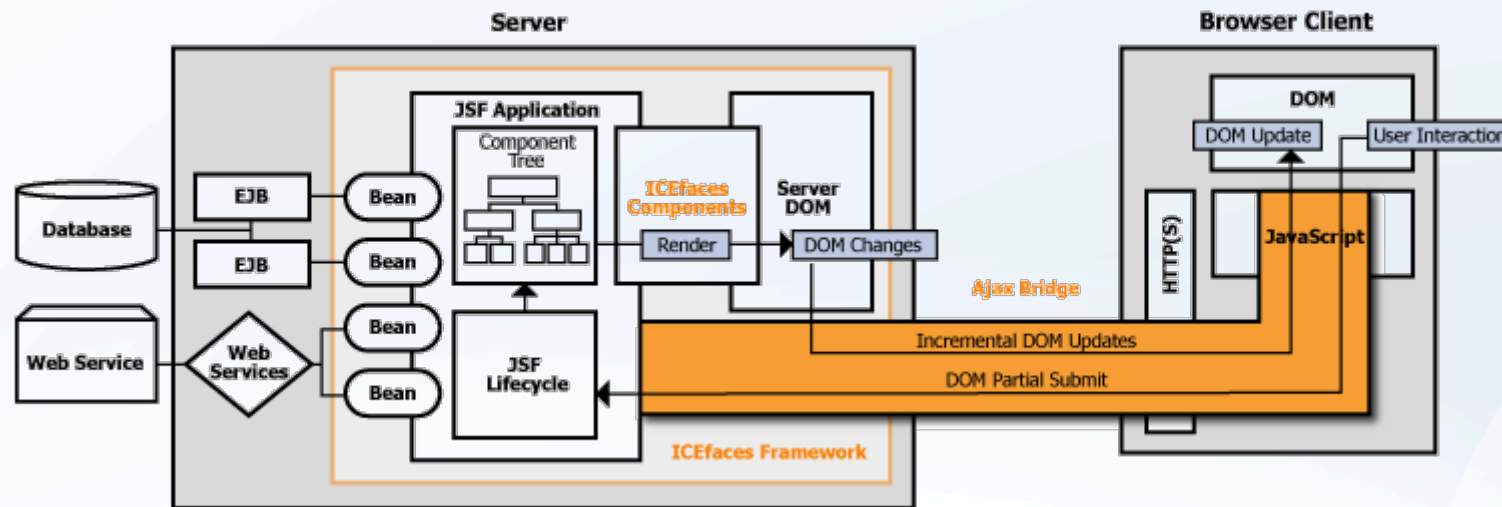 Server
Browser Client
JSF Application
Component
Tree
DOM
DOM Update
User Interaction
EJB
Bean
ICEfaces
Components
Server
DOM
Database
Render
DOM Changes
JavaScript
EJB
Bean
HTTP(S)
Ajax Bridge
Bean
Incremental DOM Updates
Web Service
Web
Services
JSF
Lifecycle
DOM Partial Submit
Bean
ICEfaces Framework